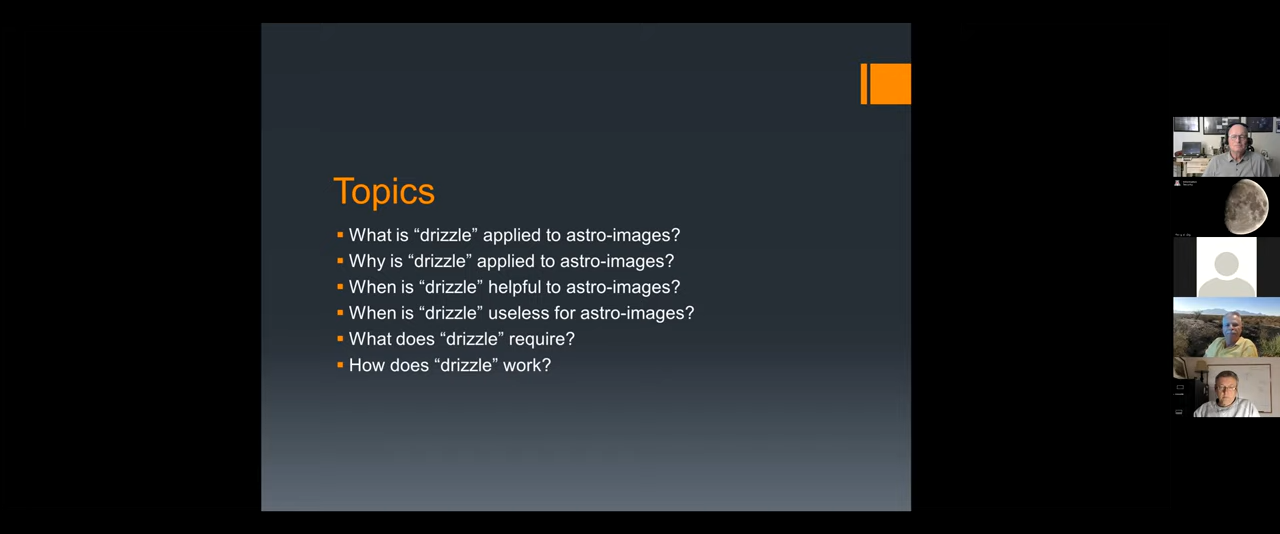 Topics
▪ What is “drizzle” applied to astro-images?
▪ Why is “drizzle” applied to astro-images?
▪ When is “drizzle” helpful to astro-images?
▪ When is “drizzle” useless for astro-images?
▪ What does “drizzle” require?
▪ How does “drizzle” work?